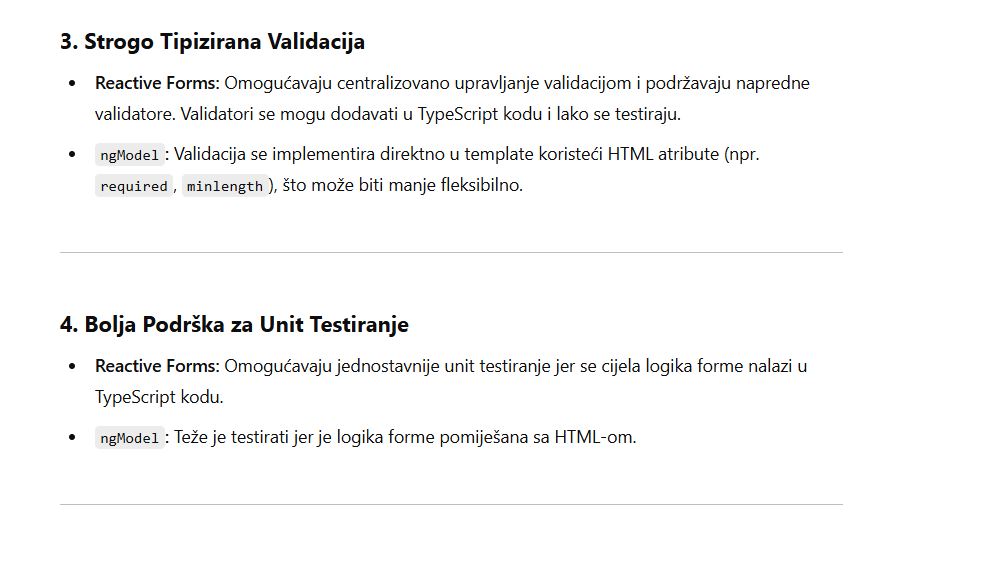 3. Strogo Tipizirana Validacija
• Reactive Forms: Omogućavaju centralizovano upravljanje validacijom i podržavaju napredne
validatore. Validatori se mogu dodavati u TypeScript kodu i lako se testiraju.
• ngModel: Validacija se implementira direktno u template koristeći HTML atribute (npr.
required, minlength), što može biti manje fleksibilno.
4. Bolja Podrška za Unit Testiranje
• Reactive Forms: Omogućavaju jednostavnije unit testiranje jer se cijela logika forme nalazi u
TypeScript kodu.
• ngModel: Teže je testirati jer je logika forme pomiješana sa HTML-om.